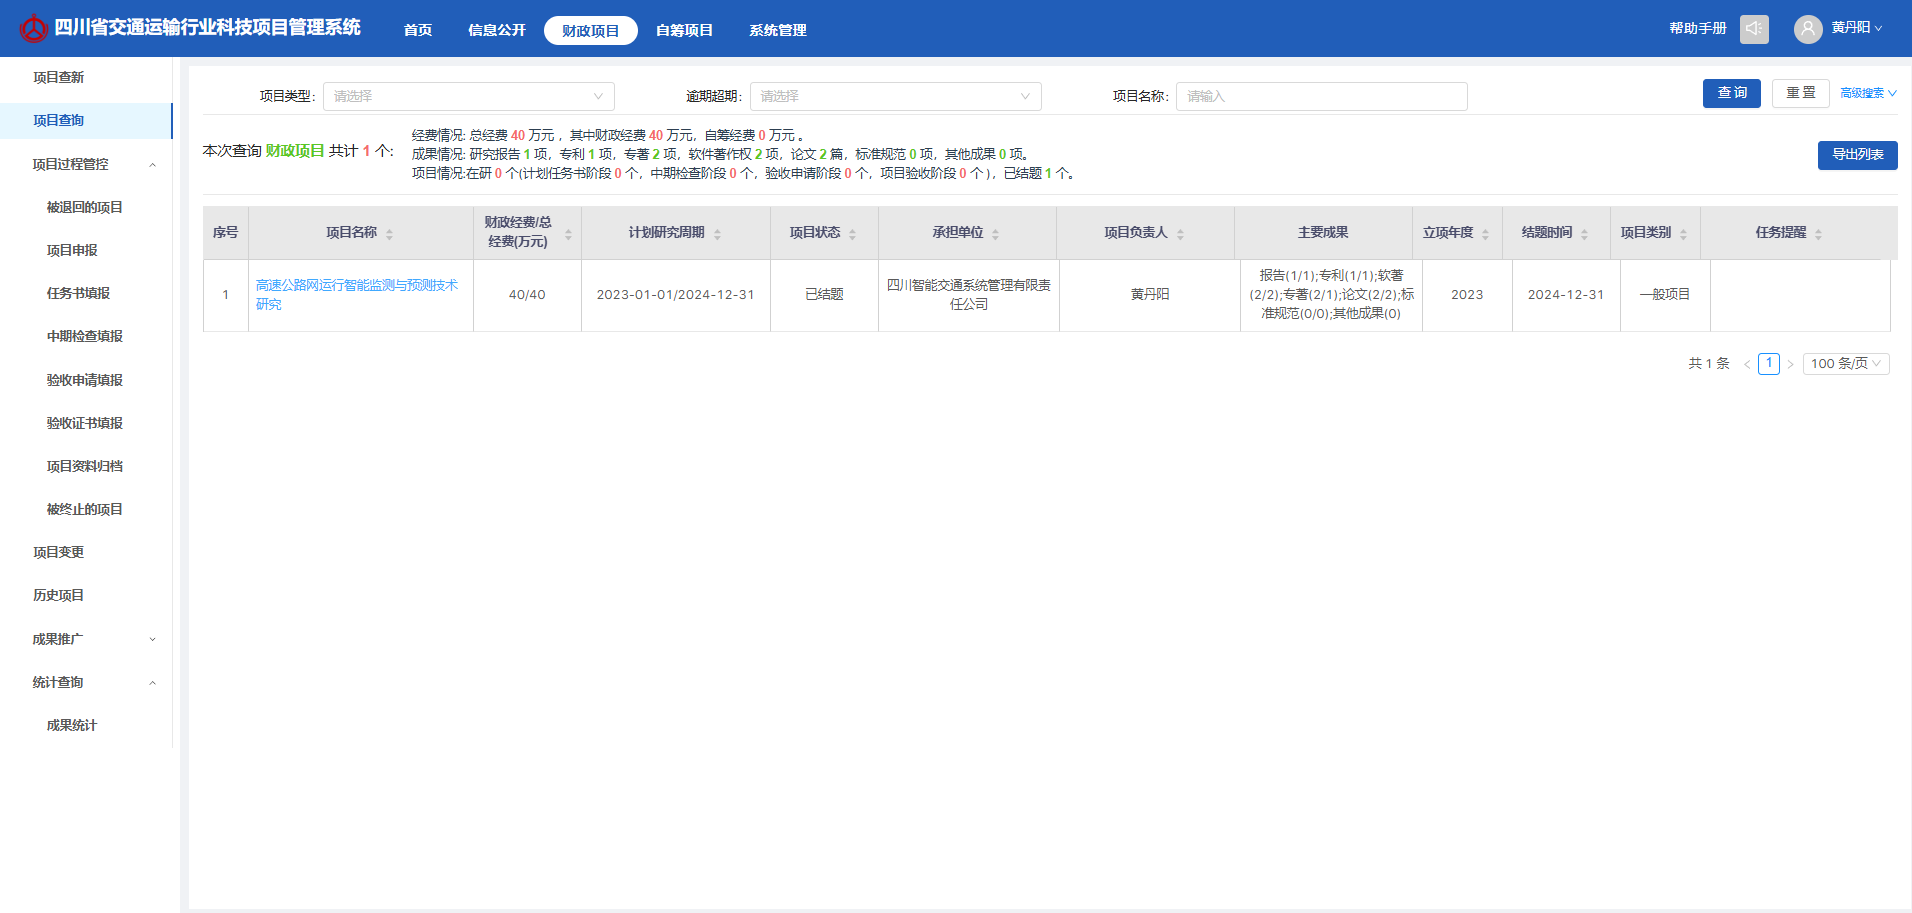 四川省交通运输行业科技项目管理系统
首页 信息公开 财政项目 自筹项目 系统管理
帮助手册 黄丹阳
项目查新
项目查询
项目过程管控
被退回的项目
项目申报
任务书填报
中期检查填报
验收申请填报
验收证书填报
项目资料归档
被终止的项目
项目变更
历史项目
成果推广
统计查询
成果统计
项目类型: 请选择 逾期超期: 请选择 项目名称: 请输入
查 询 重 置 高级搜索
本次查询 财政项目 共计 1 个:
经费情况: 总经费 40 万元 ，其中财政经费 40 万元，自筹经费 0 万元 。
成果情况: 研究报告 1 项，专利 1 项，专著 2 项，软件著作权 2 项，论文 2 篇，标准规范 0 项，其他成果 0 项。
项目情况:在研 0 个(计划任务书阶段 0 个，中期检查阶段 0 个，验收申请阶段 0 个，项目验收阶段 0 个 )，已结题 1 个。
导出列表
序号 项目名称 财政经费/总 计划研究周期 项目状态 承担单位 项目负责人 主要成果 立项年度 结题时间 项目类别 任务提醒
经费(万元)
1 高速公路网运行智能监测与预测技术 40/40 2023-01-01/2024-12-31 已结题 四川智能交通系统管理有限责 黄丹阳 报告(1/1);专利(1/1);软著 2023 2024-12-31 一般项目
研究 任公司 (2/2);专著(2/1);论文(2/2);标
准规范(0/0);其他成果(0)
共 1 条 < 1 > 100 条/页